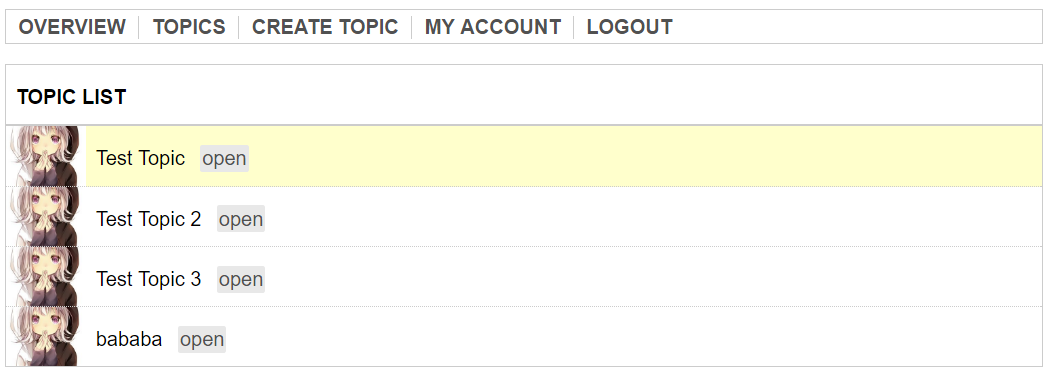 OVERVIEW TOPICS CREATE TOPIC MY ACCOUNT LOGOUT
TOPIC LIST
Test Topic open
Test Topic 2 open
Test Topic 3 open
bababa open